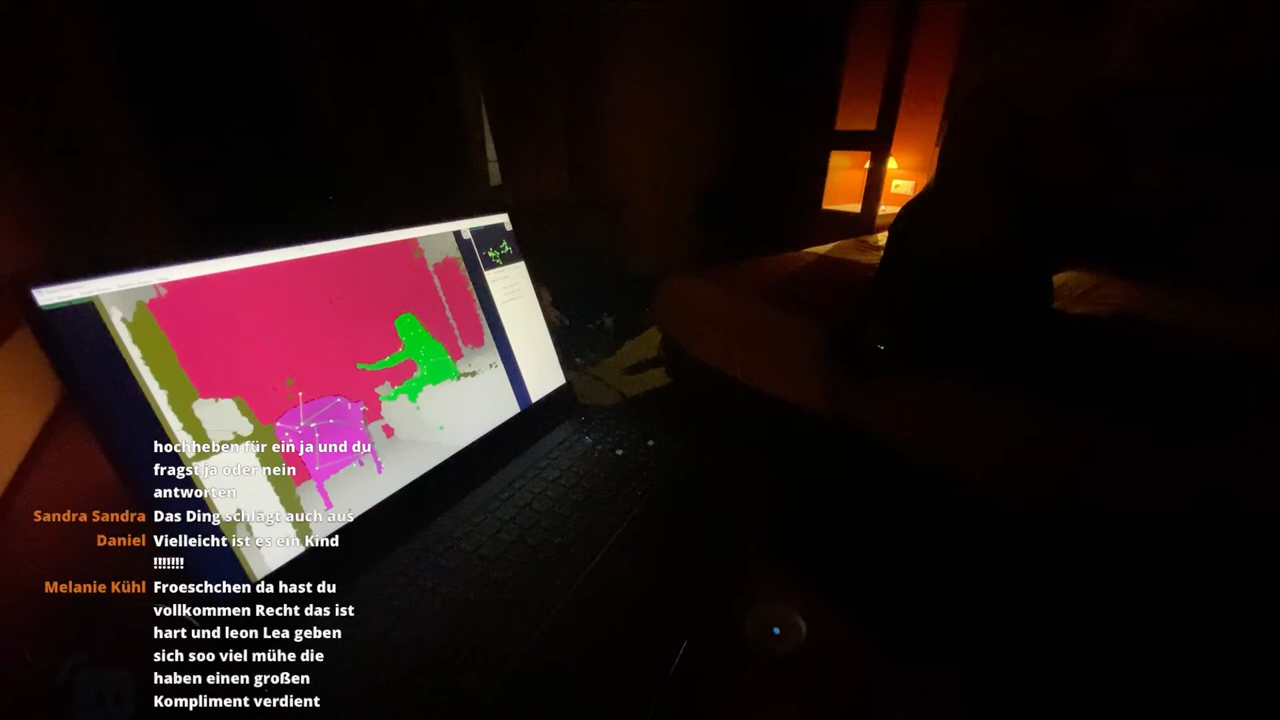 hochheben für ein ja und du
fragst ja oder nein
antworten
Sandra Sandra Das Ding schlägt auch aus
Daniel Vielleicht ist es ein Kind
!!!!!!!
Melanie Kühl Froeschchen da hast du
vollkommen Recht das ist
hart und leon Lea geben
sich soo viel mühe die
haben einen großen
Kompliment verdient